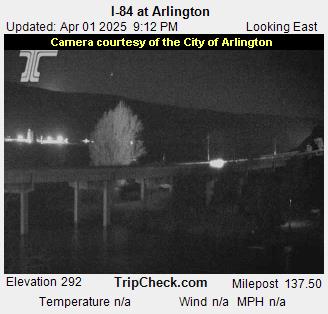 I-84 at Arlington
Updated: Apr 01 2025 9:12 PM Looking East
Camera courtesy of the City of Arlington
Elevation 292 TripCheck.com Milepost 137.50
Temperature n/a Wind n/a MPH n/a